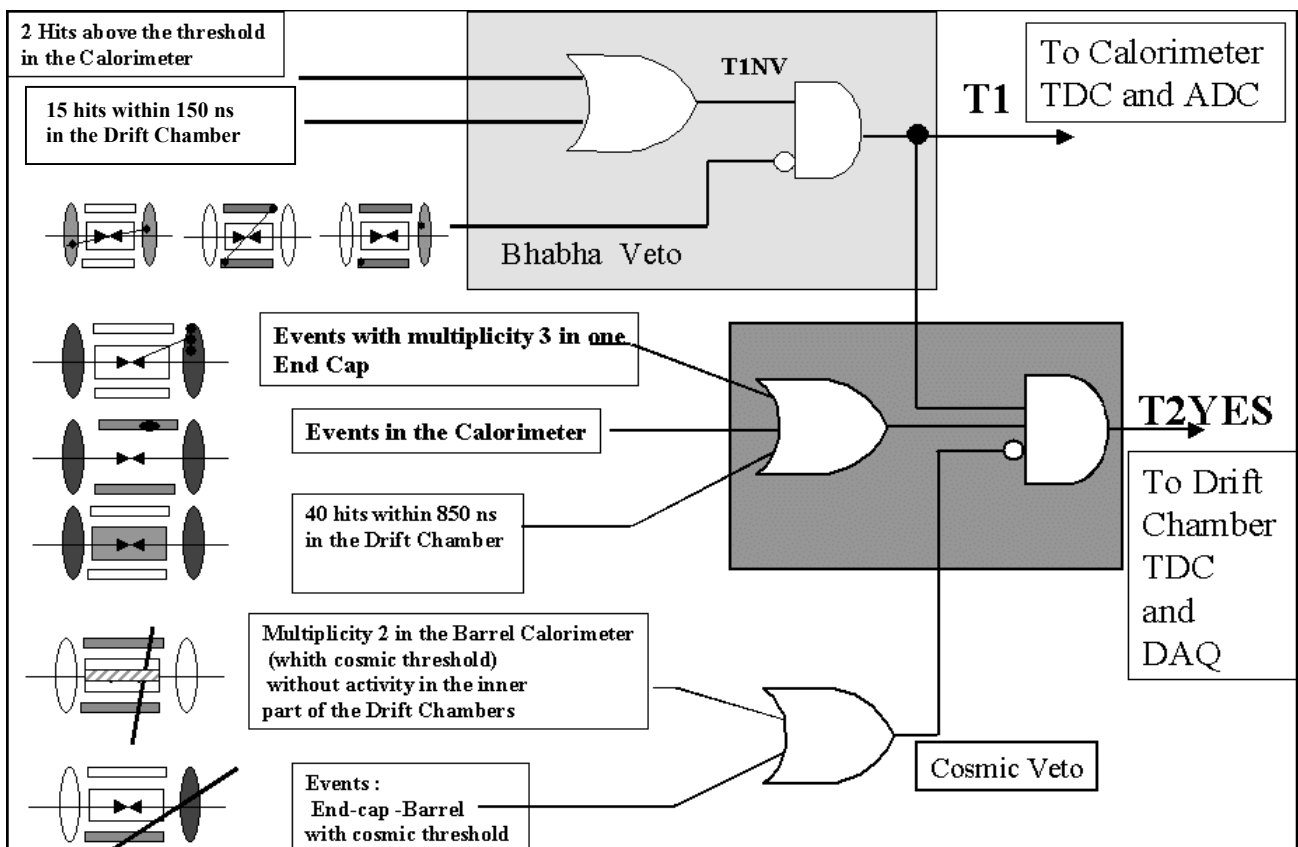 2 Hits above the threshold
in the Calorimeter
15 hits within 150 ns
in the Drift Chamber
T1NV
T1
To Calorimeter
TDC and ADC
Bhabha Veto
Events with multiplicity 3 in one
End Cap
Events in the Calorimeter
40 hits within 850 ns
in the Drift Chamber
T2YES
To Drift
Chamber
TDC
and
DAQ
Multiplicity 2 in the Barrel Calorimeter
(whith cosmic threshold)
without activity in the inner
part of the Drift Chambers
Cosmic Veto
Events :
End-cap -Barrel
with cosmic threshold